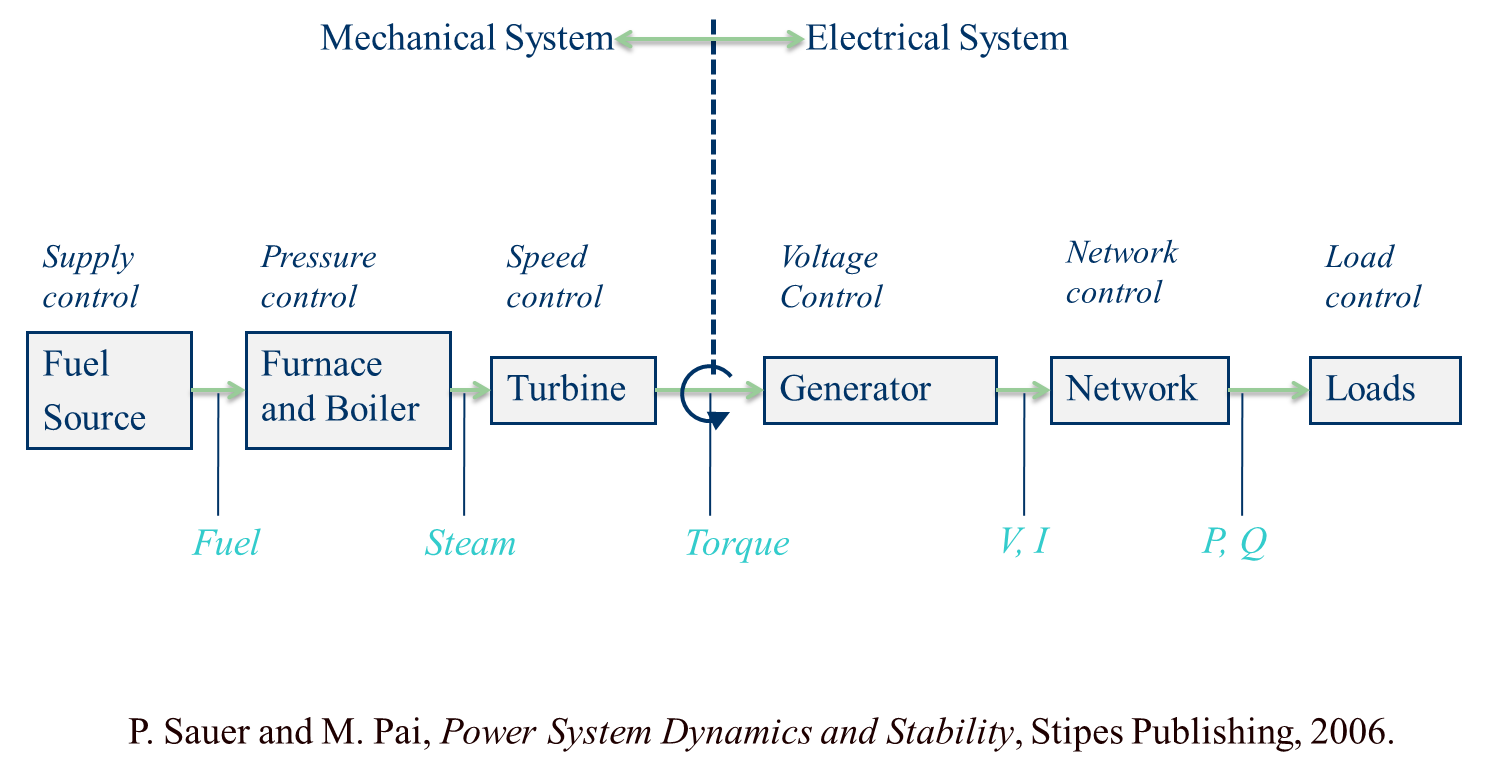 Mechanical System
Electrical System
Supply
control
Pressure
control
Speed
control
Voltage
Control
Network
control
Load
control
Fuel
Source
Furnace
and Boiler
Turbine
Generator
Network
Loads
Fuel
Steam
Torque
V, I
P, Q
P. Sauer and M. Pai, Power System Dynamics and Stability, Stipes Publishing, 2006.